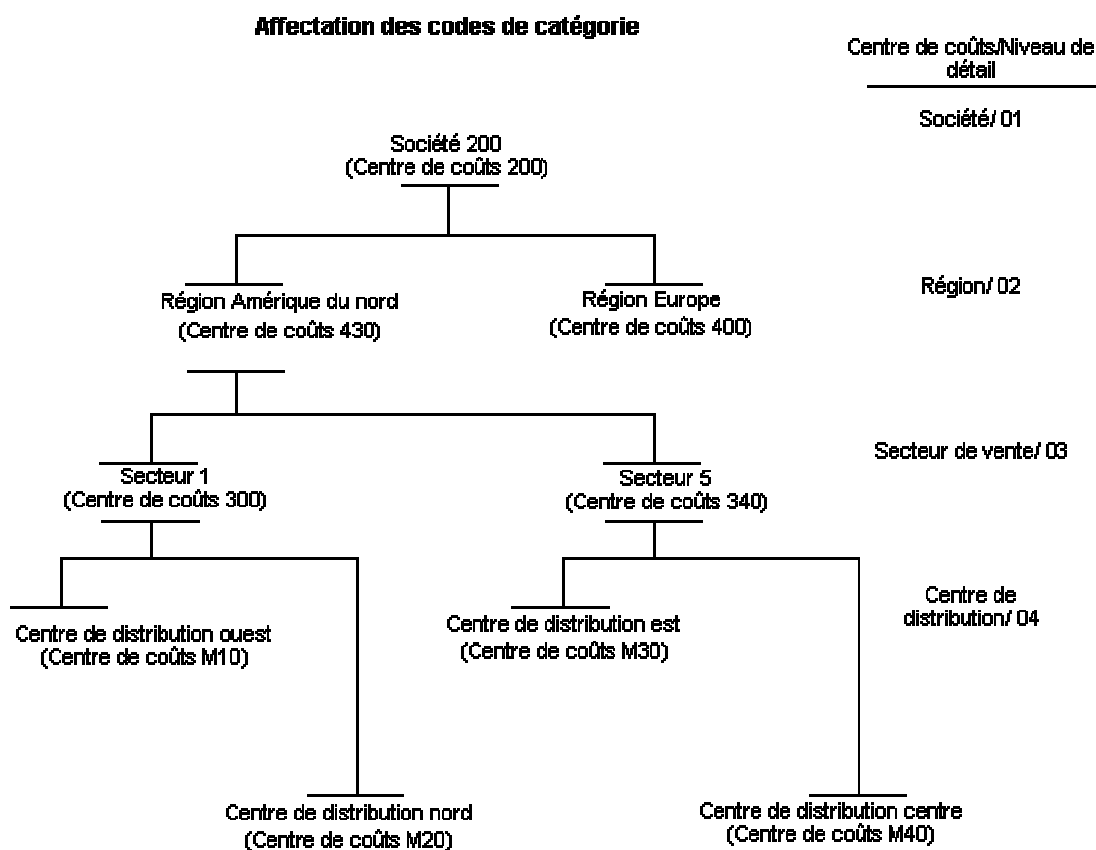 Affectation des codes de catégorie
Centre de coûts/Niveau de
détail
Société/ 01
Société 200
(Centre de coûts 200)
Région Amérique du nord
(Centre de coûts 430)
Région Europe
(Centre de coûts 400)
Région/ 02
Secteur 1
(Centre de coûts 300)
Secteur 5
(Centre de coûts 340)
Secteur de vente/ 03
Centre de distribution ouest
(Centre de coûts M10)
Centre de distribution est
(Centre de coûts M30)
Centre de
distribution/ 04
Centre de distribution nord
(Centre de coûts M20)
Centre de distribution centre
(Centre de coûts M40)